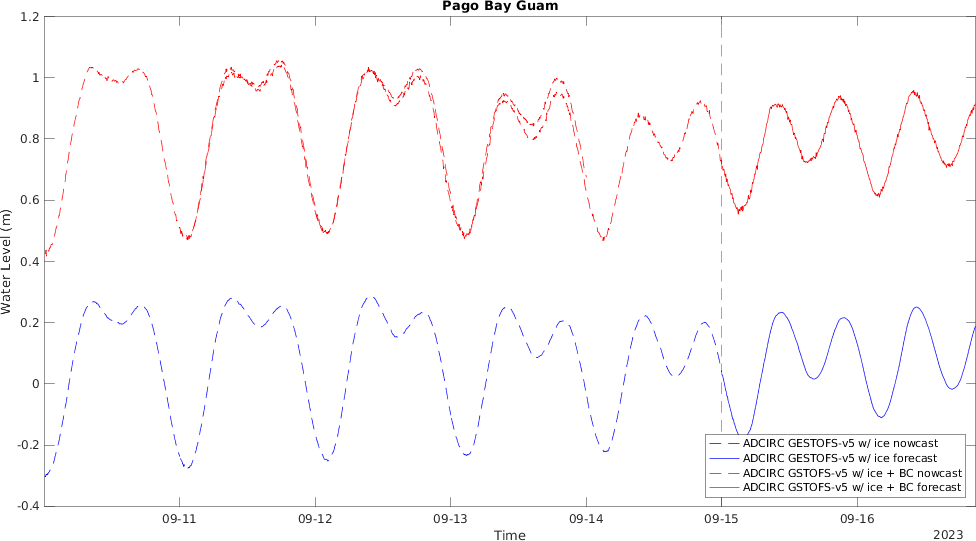 Pago Bay Guam
1.2
1
0.8
0.6
0.4
0.2
0
-0.2
-0.4
Water Level (m)
ADCIRC GESTOFS-v5 w/ ice nowcast
ADCIRC GESTOFS-v5 w/ ice forecast
ADCIRC GSTOFS-v5 w/ ice + BC nowcast
ADCIRC GSTOFS-v5 w/ ice + BC forecast
09-11 09-12 09-13 09-14 09-15 09-16
Time
2023